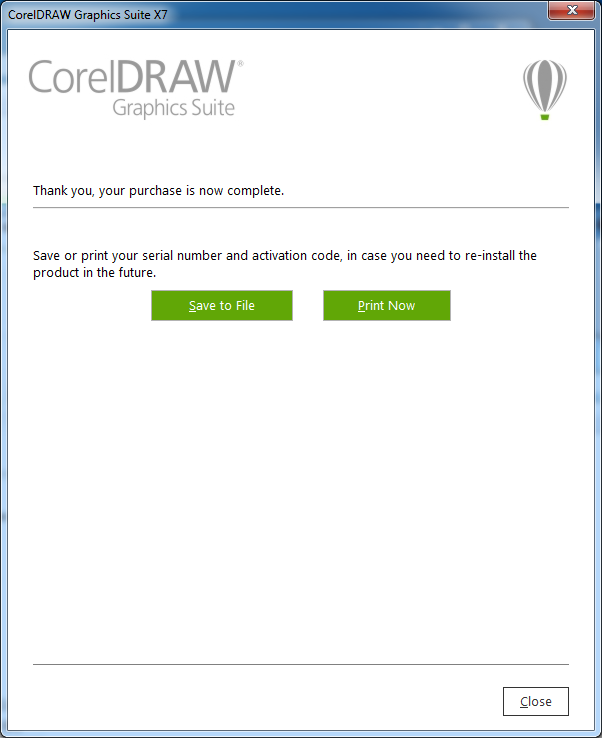 CorelDRAW Graphics Suite X7
CorelDRAW®
Graphics Suite
Thank you, your purchase is now complete.
Save or print your serial number and activation code, in case you need to re-install the
product in the future.
Save to File
Print Now
Close